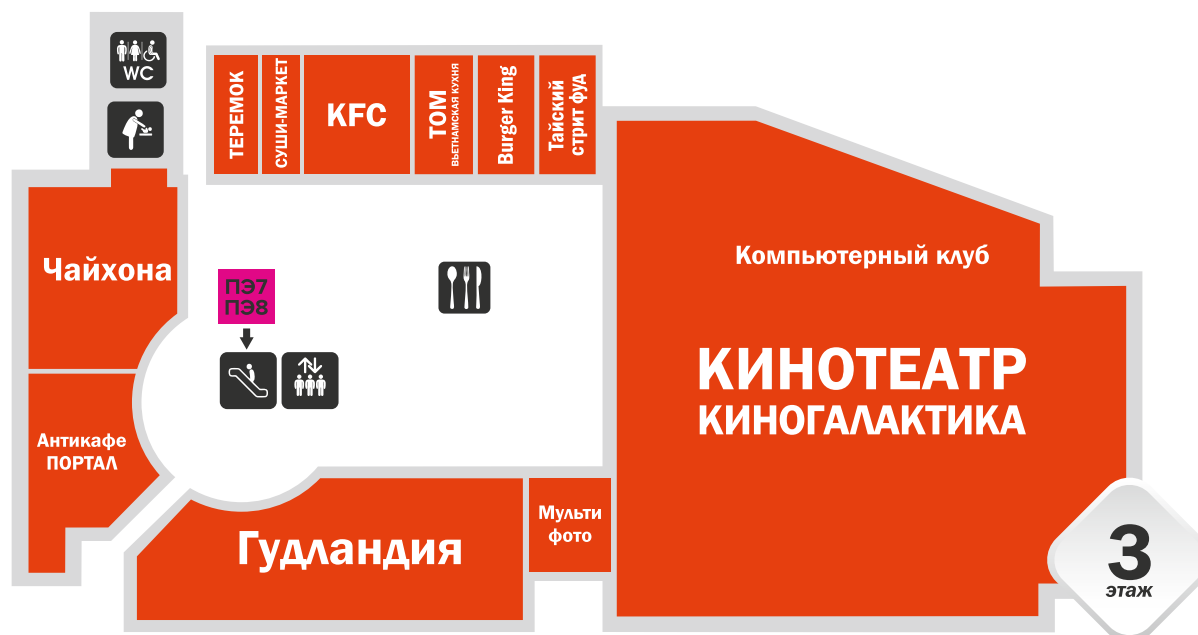 WC
ТЕРЕМОК
СУШИ-МАРКЕТ
KFC
ТОМ
ВЬЕТНАМСКАЯ КУХНЯ
Burger King
Тайский
стрит фуд
Чайхона
ПЭ7
ПЭ8
Компьютерный клуб
КИНОТЕАТР
КИНОГАЛАКТИКА
Антикафе
ПОРТАЛ
Гудландия
Мульти
фото
3
этаж